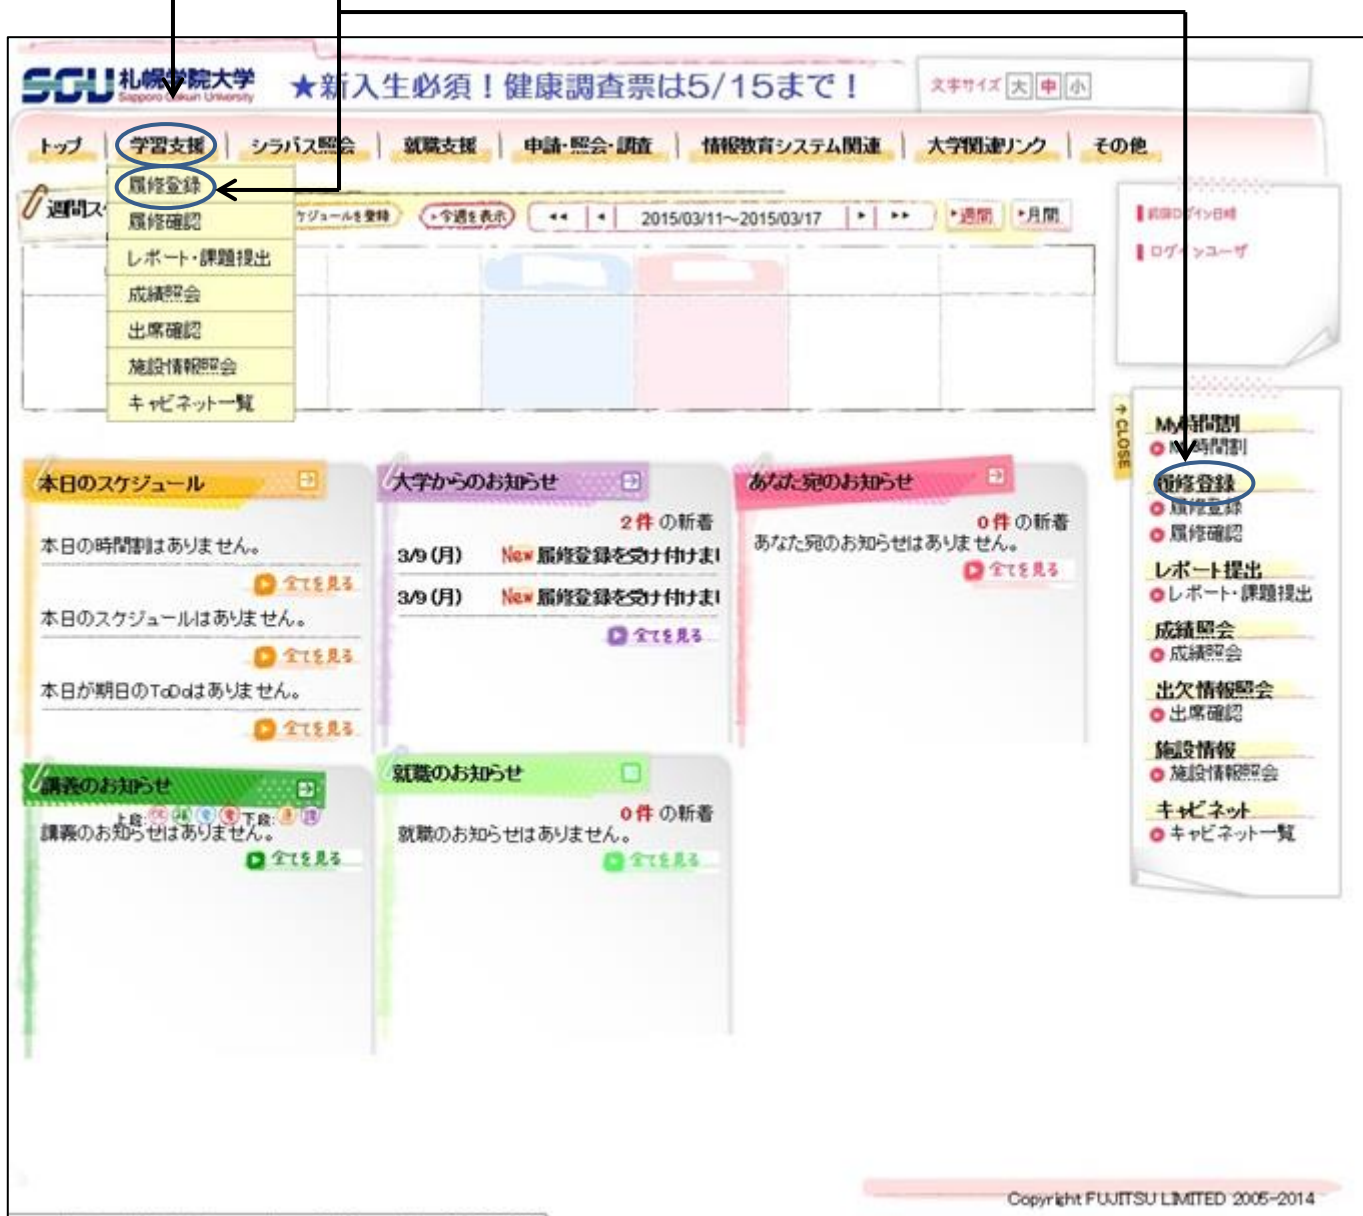 SGU 札幌学院大学
Sapporo Gakuin University
★新入生必須！健康調査票は5/15まで！
文字サイズ 大 中 小
トップ 学習支援 シラバス照会 就職支援 申請・照会・調査 情報教育システム関連 大学関連リンク その他
履修登録
履修確認
レポート・課題提出
成績照会
出席確認
施設情報照会
キャビネット一覧
週間ス ケジュールを登録 今週を表示 2015/03/11～2015/03/17 週間 月間
前回ログイン日時
ログインユーザ
CLOSE
My時間割
My時間割
履修登録
履修登録
履修確認
レポート提出
レポート・課題提出
成績照会
成績照会
出欠情報照会
出席確認
施設情報
施設情報照会
キャビネット
キャビネット一覧
本日のスケジュール
本日の時間割はありません。
全てを見る
本日のスケジュールはありません。
全てを見る
本日が期日のToDoはありません。
全てを見る
大学からのお知らせ
2件 の新着
3/9 (月) New 履修登録を受け付けまし
3/9 (月) New 履修登録を受け付けまし
全てを見る
あなた宛のお知らせ
0件 の新着
あなた宛のお知らせはありません。
全てを見る
講義のお知らせ
上段: 下段:
講義のお知らせはありません。
全てを見る
就職のお知らせ
0件 の新着
就職のお知らせはありません。
全てを見る
Copyright FUJITSU LIMITED 2005-2014